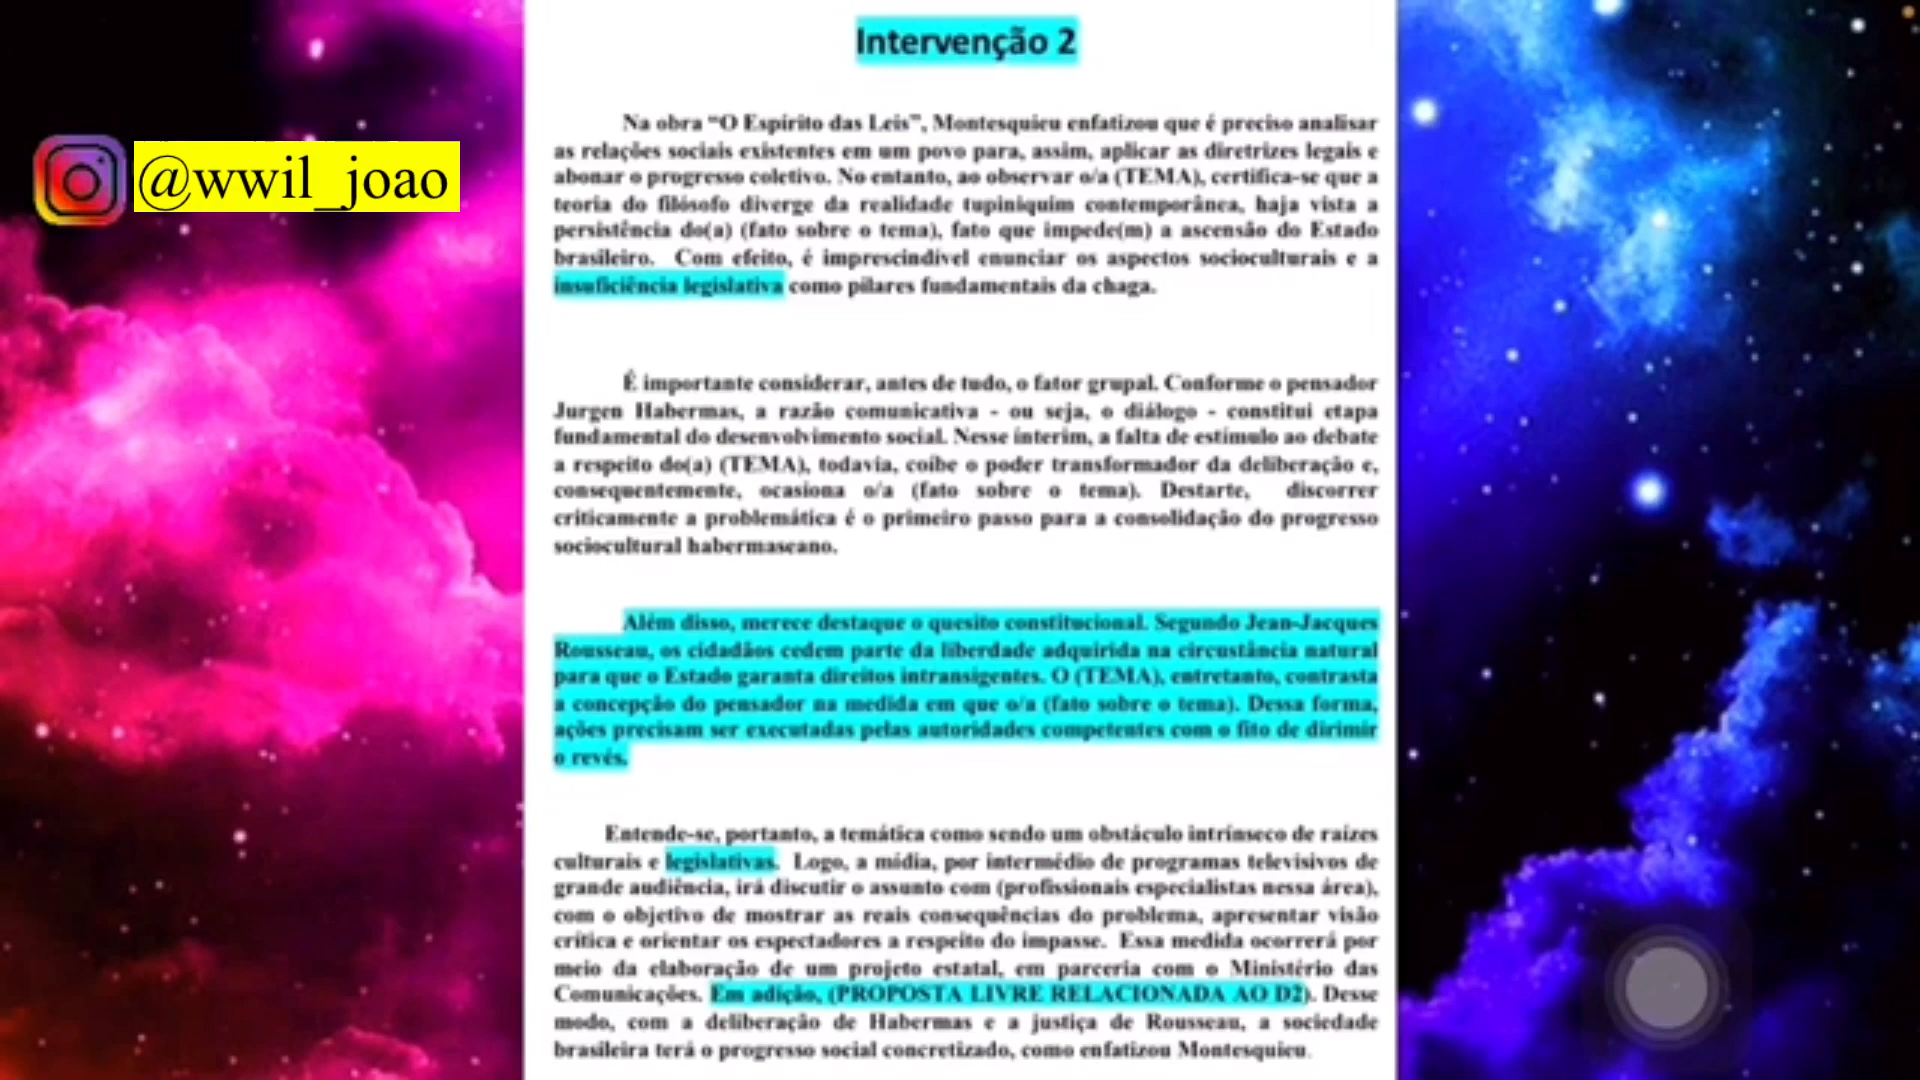 Intervenção 2
@wwil_joao
Na obra “O Espírito das Leis”, Montesquieu enfatizou que é preciso analisar
as relações sociais existentes em um povo para, assim, aplicar as diretrizes legais e
abonar o progresso coletivo. No entanto, ao observar o/a (TEMA), certifica-se que a
teoria do filósofo diverge da realidade tupiniquim contemporânea, haja vista a
persistência do(a) (fato sobre o tema), fato que impede(m) a ascensão do Estado
brasileiro. Com efeito, é imprescindível enunciar os aspectos socioculturais e a
insuficiência legislativa como pilares fundamentais da chaga.
É importante considerar, antes de tudo, o fator grupal. Conforme o pensador
Jurgen Habermas, a razão comunicativa - ou seja, o diálogo - constitui etapa
fundamental do desenvolvimento social. Nesse ínterim, a falta de estímulo ao debate
a respeito do(a) (TEMA), todavia, coíbe o poder transformador da deliberação e,
consequentemente, ocasiona o/a (fato sobre o tema). Destarte, discorrer
criticamente a problemática é o primeiro passo para a consolidação do progresso
sociocultural habermaseano.
Além disso, merece destaque o quesito constitucional. Segundo Jean-Jacques
Rousseau, os cidadãos cedem parte da liberdade adquirida na circustância natural
para que o Estado garanta direitos intransigentes. O (TEMA), entretanto, contrasta
a concepção do pensador na medida em que o/a (fato sobre o tema). Dessa forma,
ações precisam ser executadas pelas autoridades competentes com o fito de dirimir
o revés.
Entende-se, portanto, a temática como sendo um obstáculo intrínseco de raízes
culturais e legislativas. Logo, a mídia, por intermédio de programas televisivos de
grande audiência, irá discutir o assunto com (profissionais especialistas nessa área),
com o objetivo de mostrar as reais consequências do problema, apresentar visão
crítica e orientar os espectadores a respeito do impasse. Essa medida ocorrerá por
meio da elaboração de um projeto estatal, em parceria com o Ministério das
Comunicações. Em adição, (PROPOSTA LIVRE RELACIONADA AO D2). Desse
modo, com a deliberação de Habermas e a justiça de Rousseau, a sociedade
brasileira terá o progresso social concretizado, como enfatizou Montesquieu.